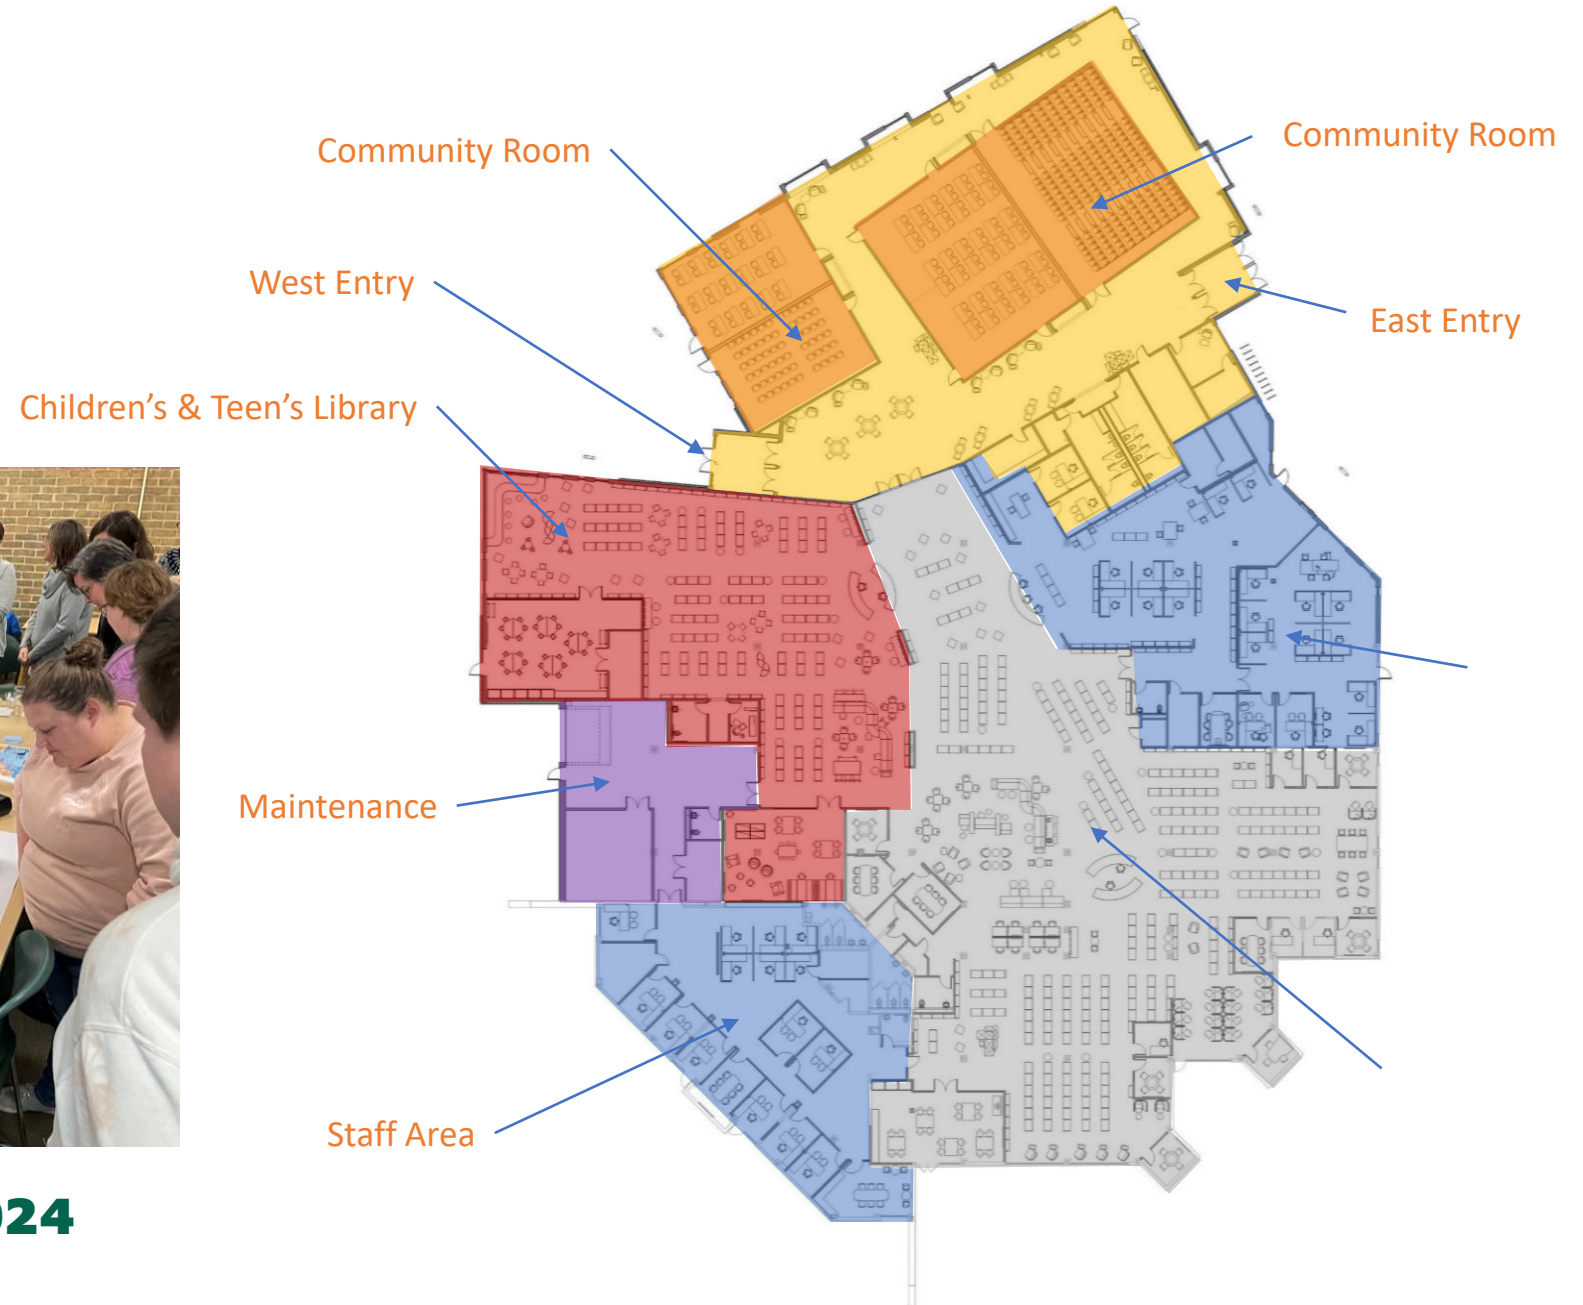 Community Room
Community Room
West Entry
East Entry
Children's & Teen's Library
Maintenance
Staff Area
024